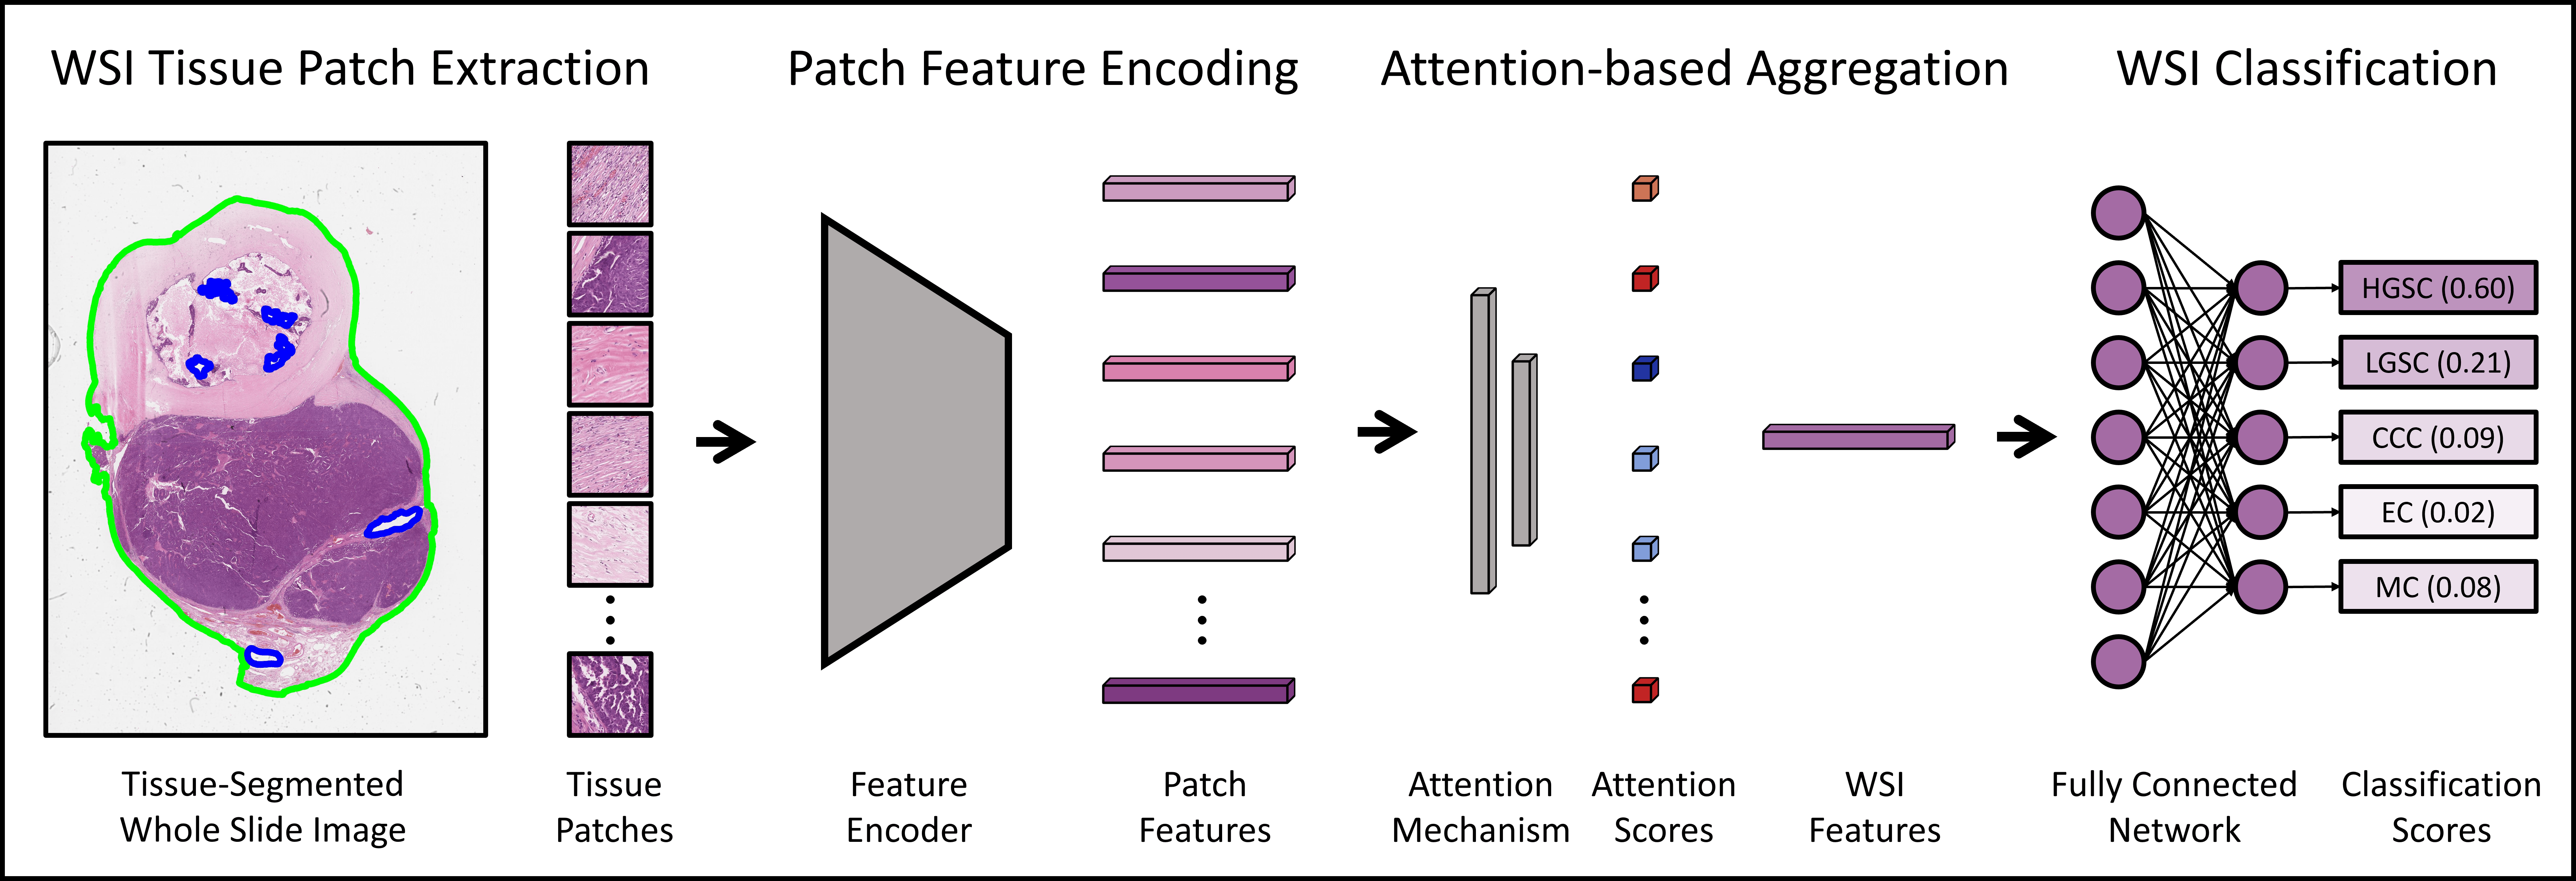 WSI Tissue Patch Extraction
Patch Feature Encoding
Attention-based Aggregation
WSI Classification
HGSC (0.60)
LGSC (0.21)
CCC (0.09)
EC (0.02)
MC (0.08)
Tissue-Segmented
Whole Slide Image
Tissue
Patches
Feature
Encoder
Patch
Features
Attention
Mechanism
Attention
Scores
WSI
Features
Fully Connected
Network
Classification
Scores